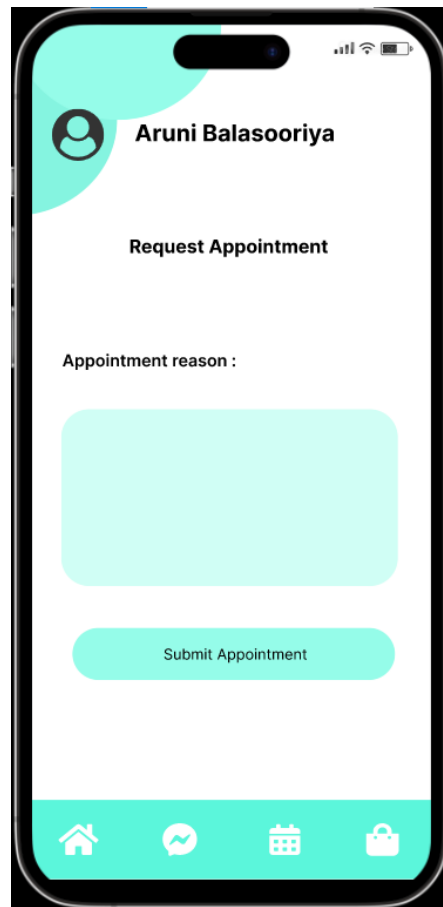 Aruni Balasooriya
Request Appointment
Appointment reason :
Submit Appointment